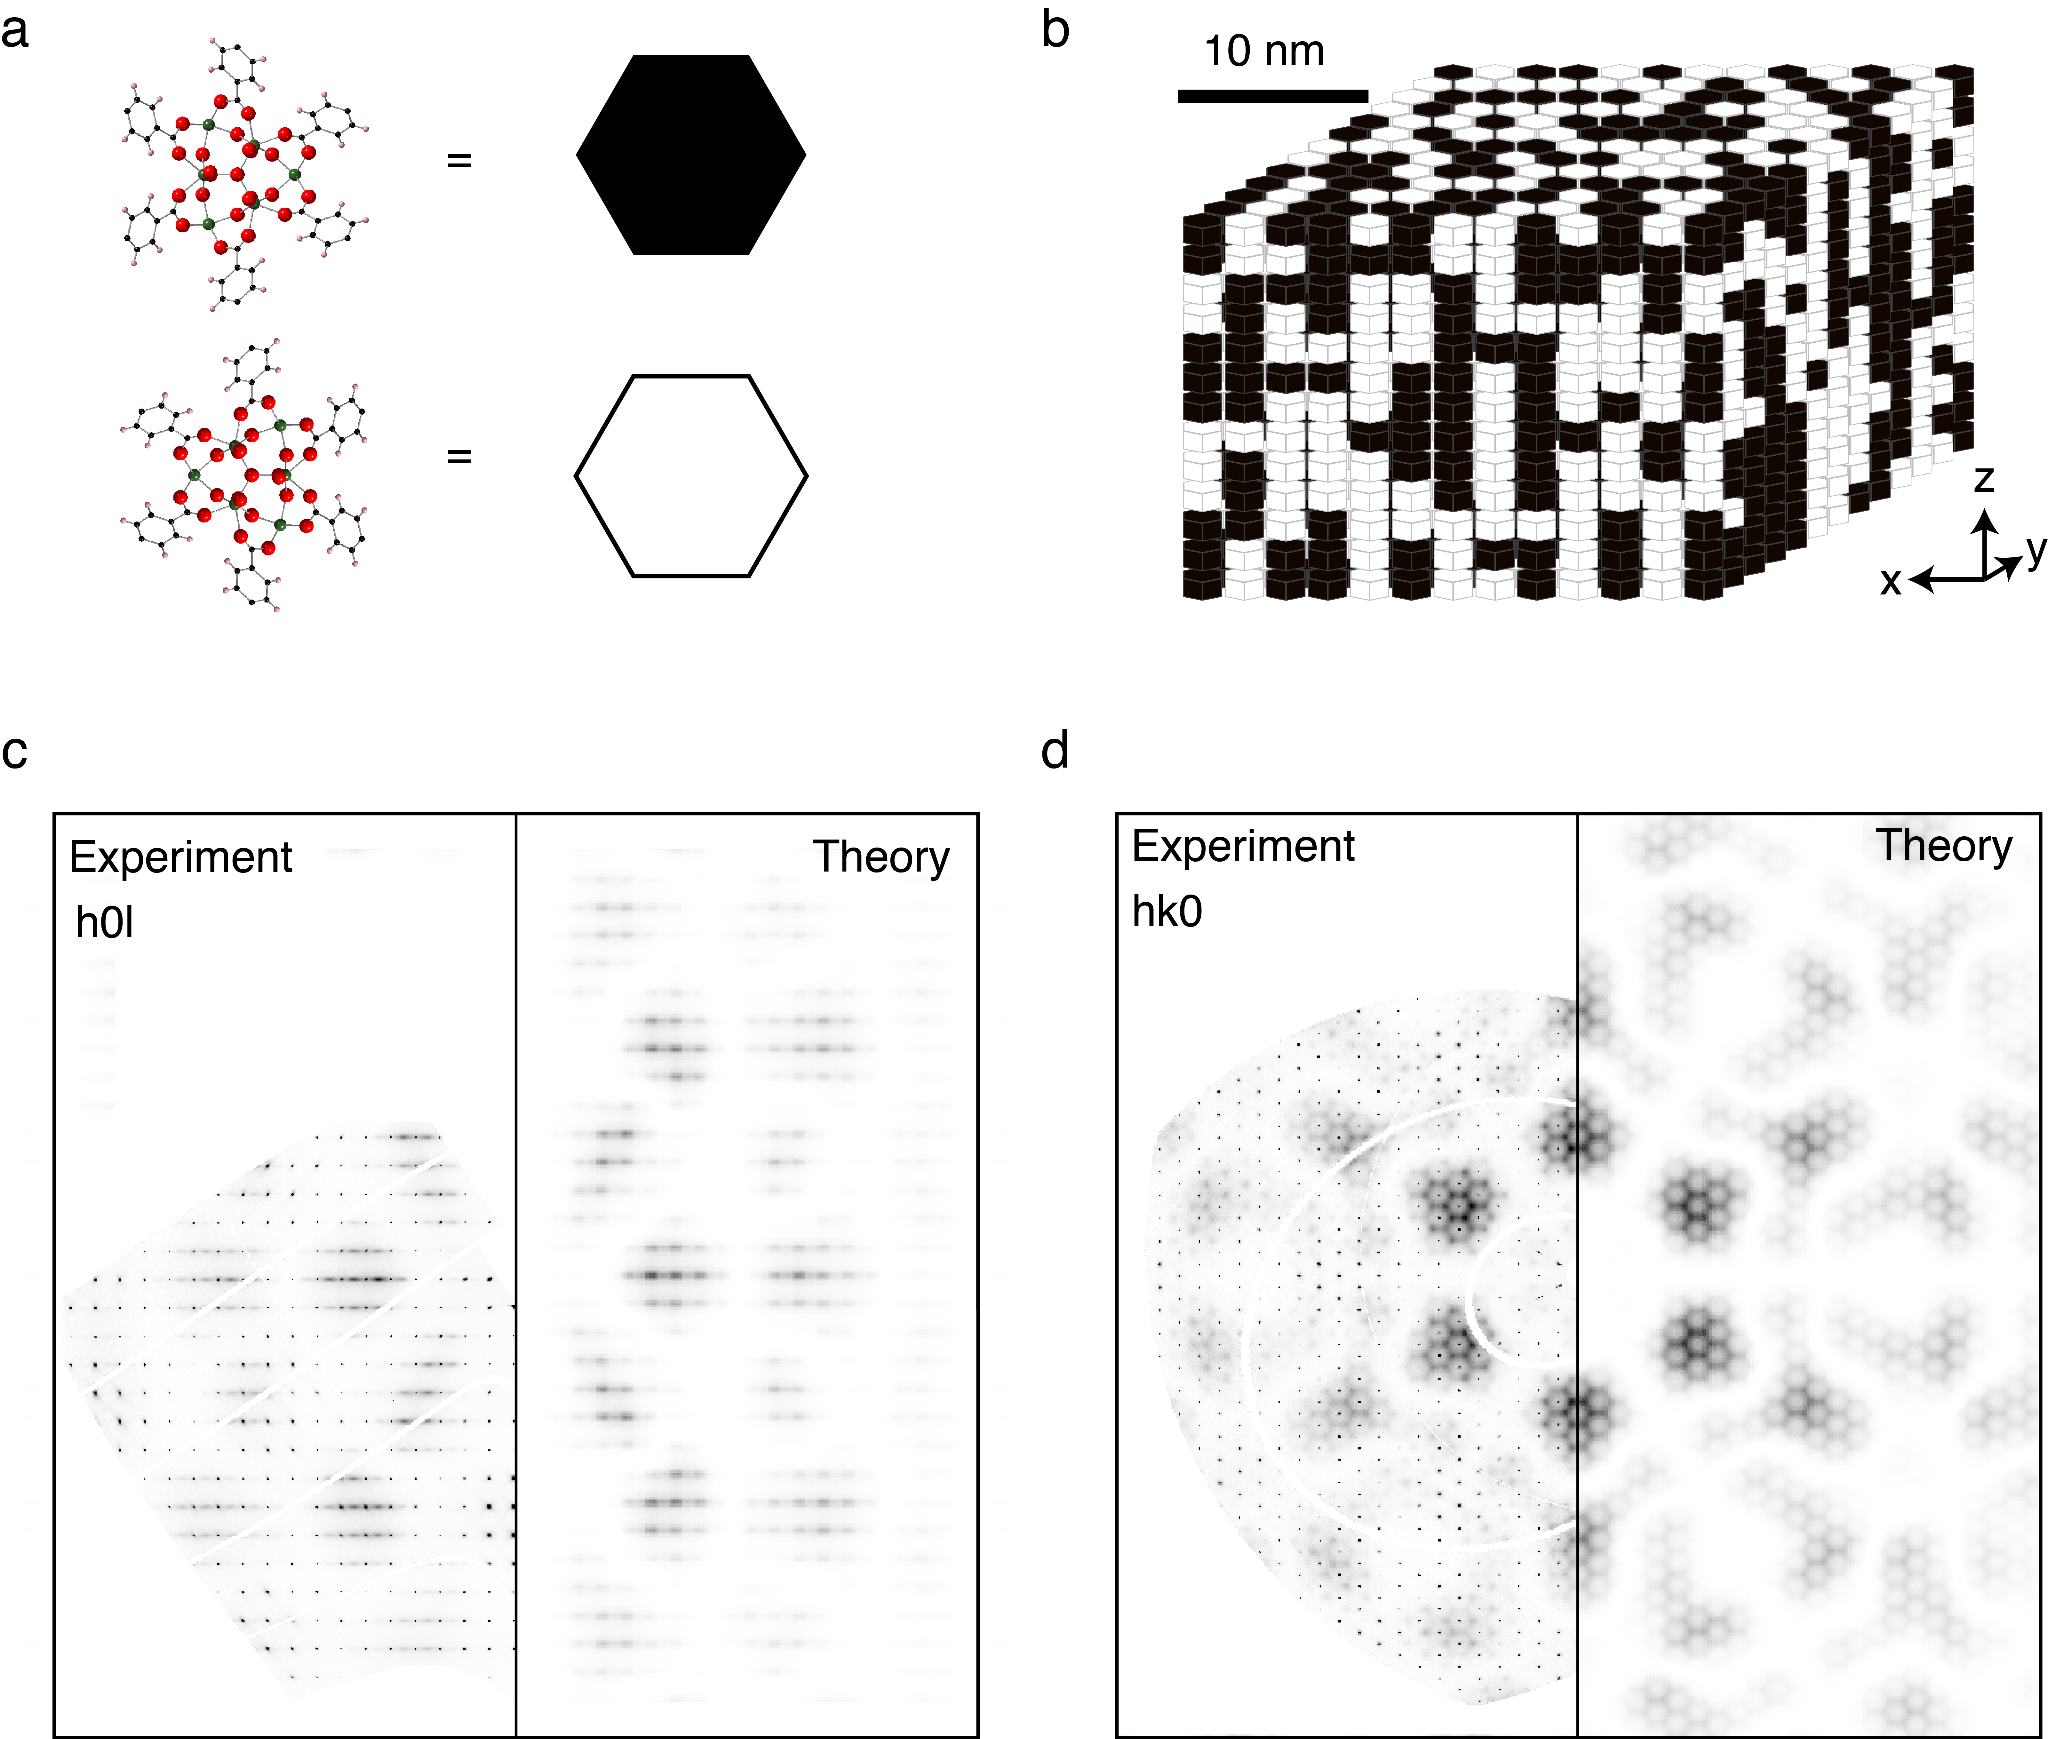 a
=
=
b
10 nm
z
y
x
c
Experiment
Theory
h0l
d
Experiment
Theory
hk0